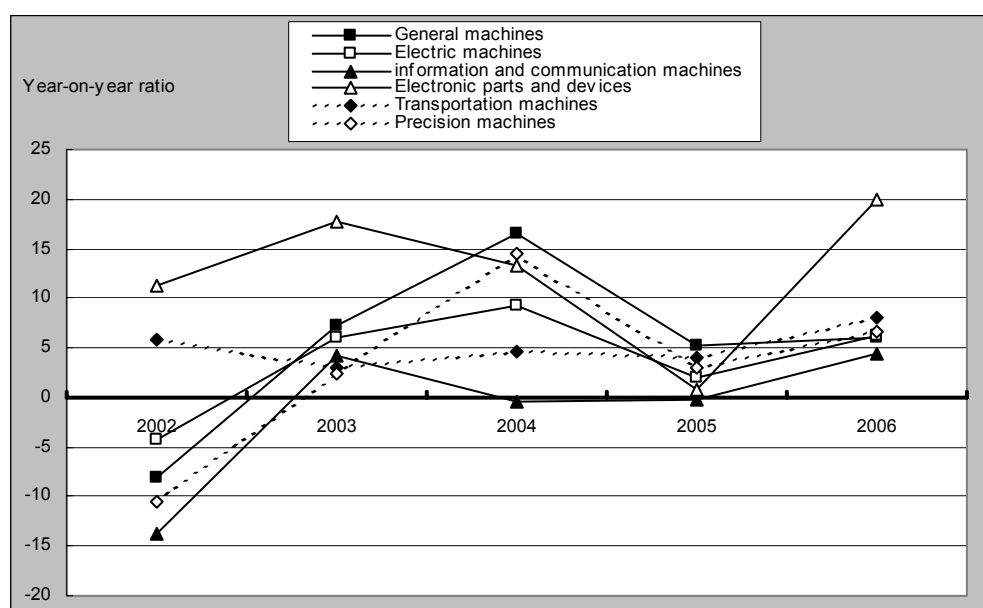 General machines
Electric machines
information and communication machines
Electronic parts and devices
Transportation machines
Precision machines
Year-on-year ratio
25
20
15
10
5
0
2002 2003 2004 2005 2006
-5
-10
-15
-20